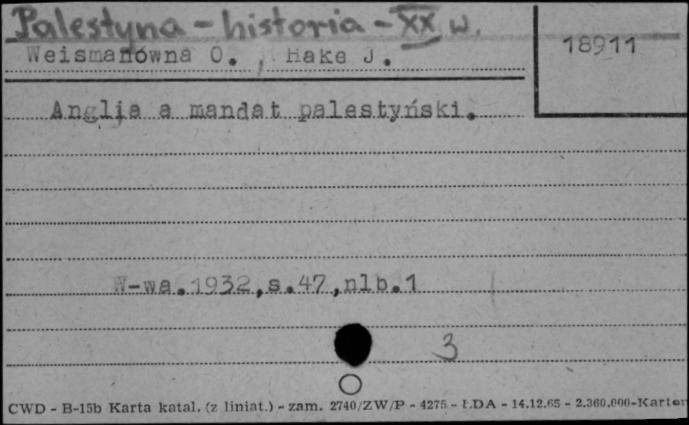 Palestyna - historia - XX w.
Weismanówna O. , Hake J.
18911
Anglja a mandat palestyński.
W-wa.1932,s.47,nlb.1
3
CWD - B-15b Karta katal. (z liniat.) - zam. 2740/ZW/P - 4275 - ŁDA - 14.12.65 - 2.360.000-Karter